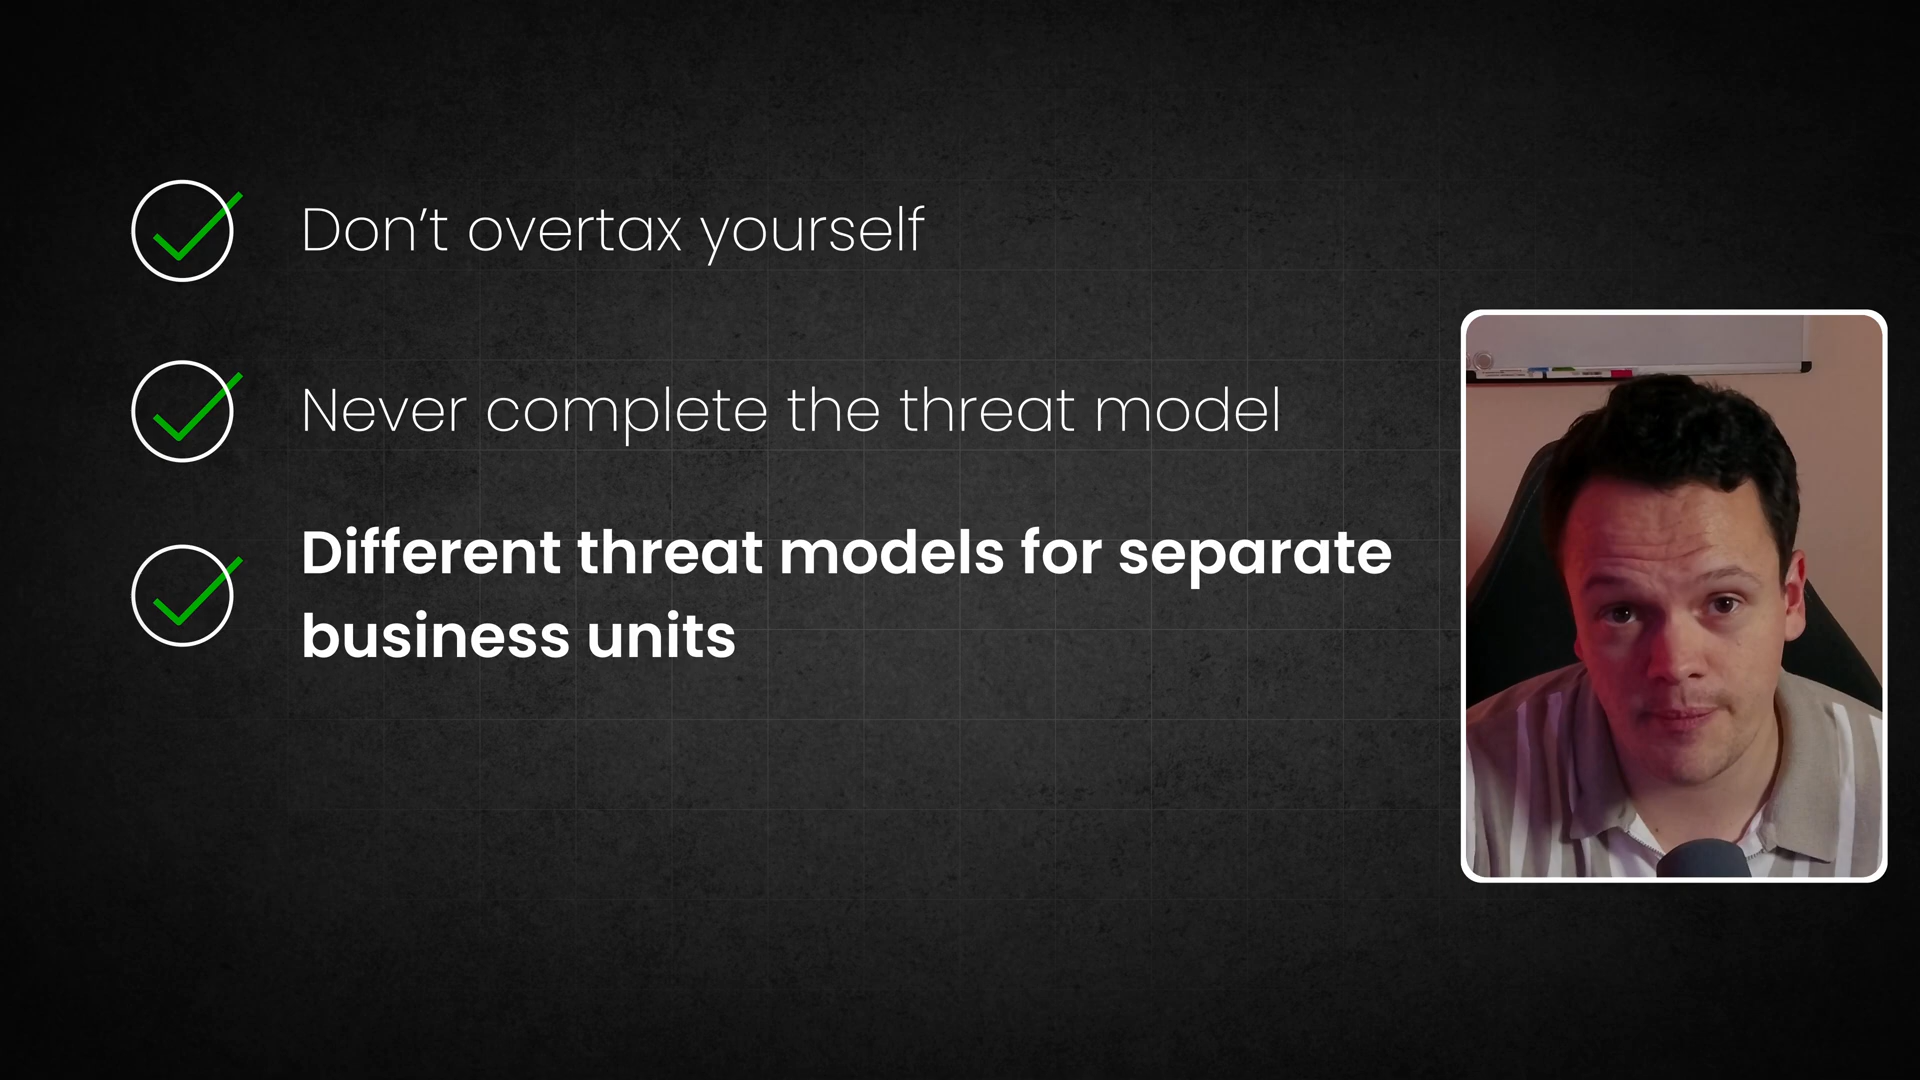 Don’t overtax yourself
Never complete the threat model
Different threat models for separate
business units